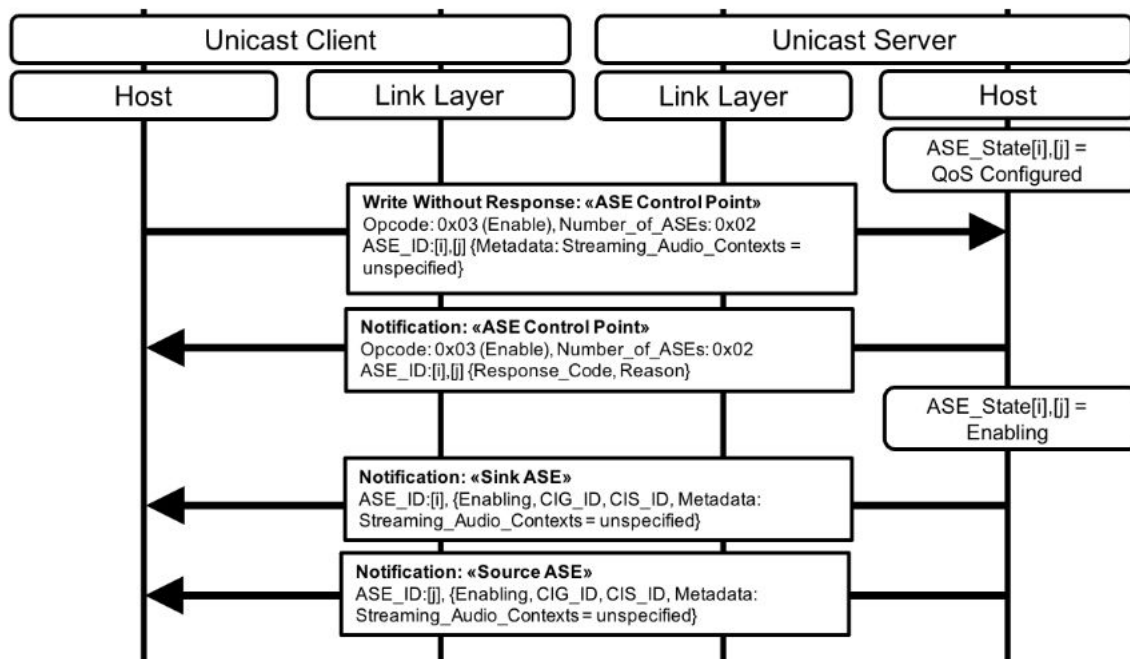 Unicast Client
Unicast Server
Host
Link Layer
Link Layer
Host
ASE_State[i],[j] =
QoS Configured
Write Without Response: «ASE Control Point»
Opcode: 0x03 (Enable), Number_of_ASEs: 0x02
ASE_ID:[i],[j] {Metadata: Streaming_Audio_Contexts =
unspecified}
Notification: «ASE Control Point»
Opcode: 0x03 (Enable), Number_of_ASEs: 0x02
ASE_ID:[i],[j] {Response_Code, Reason}
ASE_State[i],[j] =
Enabling
Notification: «Sink ASE»
ASE_ID:[i], {Enabling, CIG_ID, CIS_ID, Metadata:
Streaming_Audio_Contexts = unspecified}
Notification: «Source ASE»
ASE_ID:[j], {Enabling, CIG_ID, CIS_ID, Metadata:
Streaming_Audio_Contexts = unspecified}